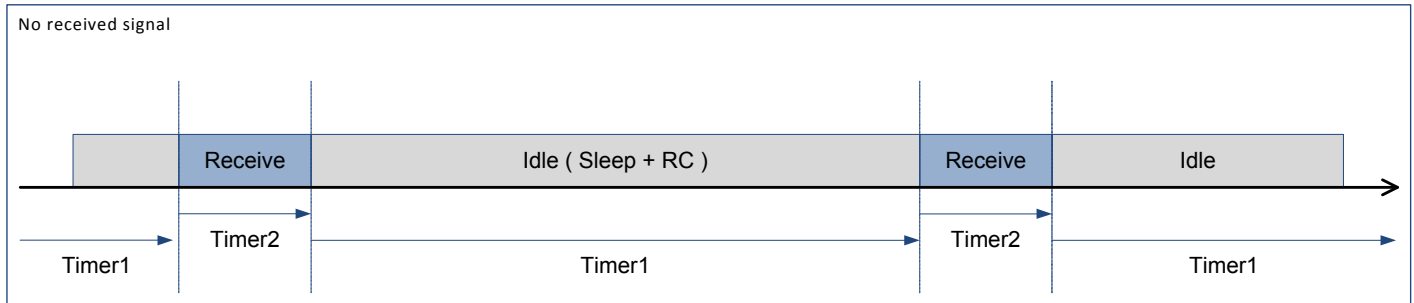 No received signal
Receive
Idle ( Sleep + RC )
Receive
Idle
Timer2
Timer2
Timer1
Timer1
Timer1